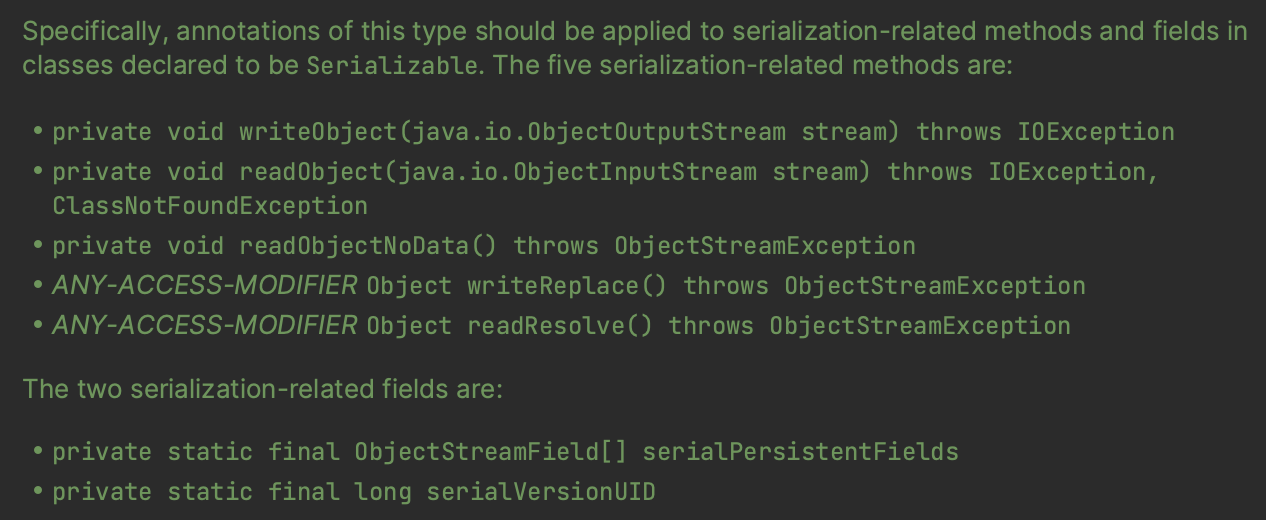 Specifically, annotations of this type should be applied to serialization-related methods and fields in
classes declared to be Serializable. The five serialization-related methods are:
• private void writeObject(java.io.ObjectOutputStream stream) throws IOException
• private void readObject(java.io.ObjectInputStream stream) throws IOException,
ClassNotFoundException
• private void readObjectNoData() throws ObjectStreamException
• ANY-ACCESS-MODIFIER Object writeReplace() throws ObjectStreamException
• ANY-ACCESS-MODIFIER Object readResolve() throws ObjectStreamException
The two serialization-related fields are:
• private static final ObjectStreamField[] serialPersistentFields
• private static final long serialVersionUID